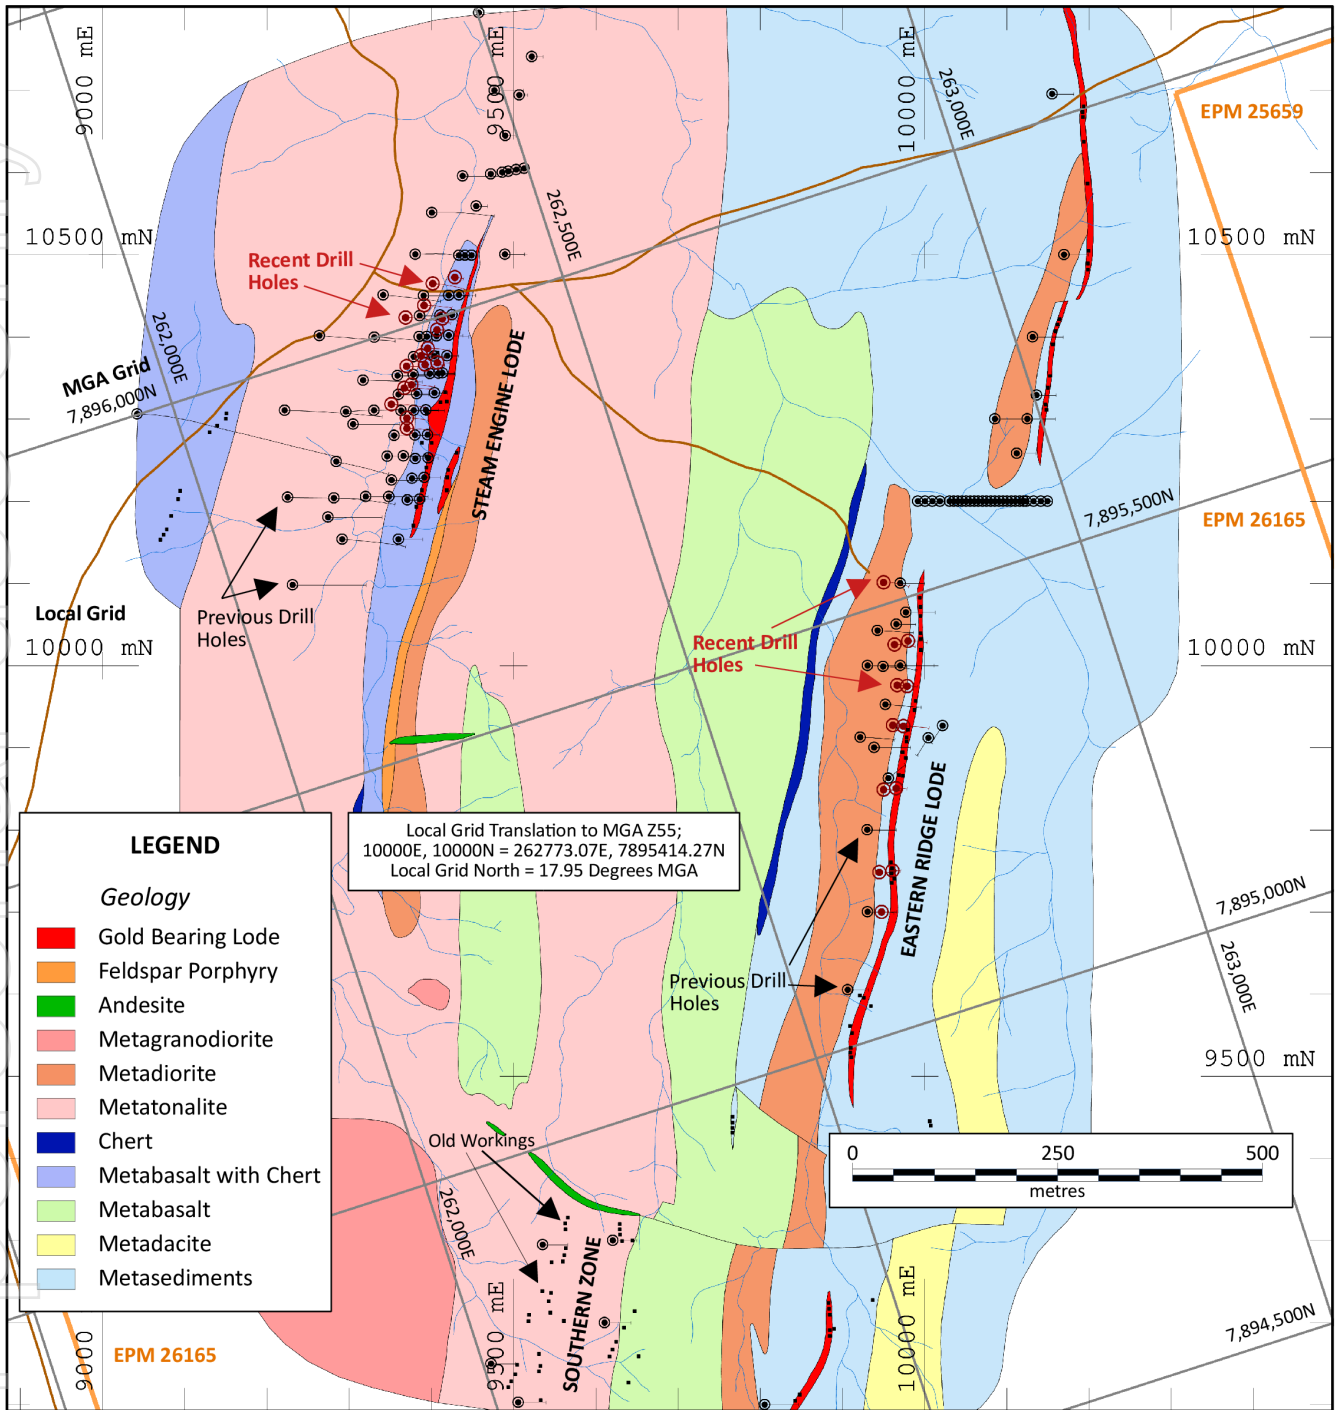 9000 mE
9500 mE
10000 mE
263,000E
EPM 25659
10500 mN
10500 mN
262,500E
Recent Drill
Holes
262,000E
MGA Grid
7,896,000N
STEAM ENGINE LODE
7,895,500N
EPM 26165
Local Grid
10000 mN
Previous Drill
Holes
Recent Drill
Holes
10000 mN
EASTERN RIDGE LODE
LEGEND
Geology
Gold Bearing Lode
Feldspar Porphyry
Andesite
Metagranodiorite
Metadiorite
Metatonalite
Chert
Metabasalt with Chert
Metabasalt
Metadacite
Metasediments
Local Grid Translation to MGA Z55;
10000E, 10000N = 262773.07E, 7895414.27N
Local Grid North = 17.95 Degrees MGA
7,895,000N
263,000E
Previous Drill
Holes
9500 mN
Old Workings
0 250 500
metres
262,000E
SOUTHERN ZONE
9000
9500 mE
10000 mE
7,894,500N
EPM 26165